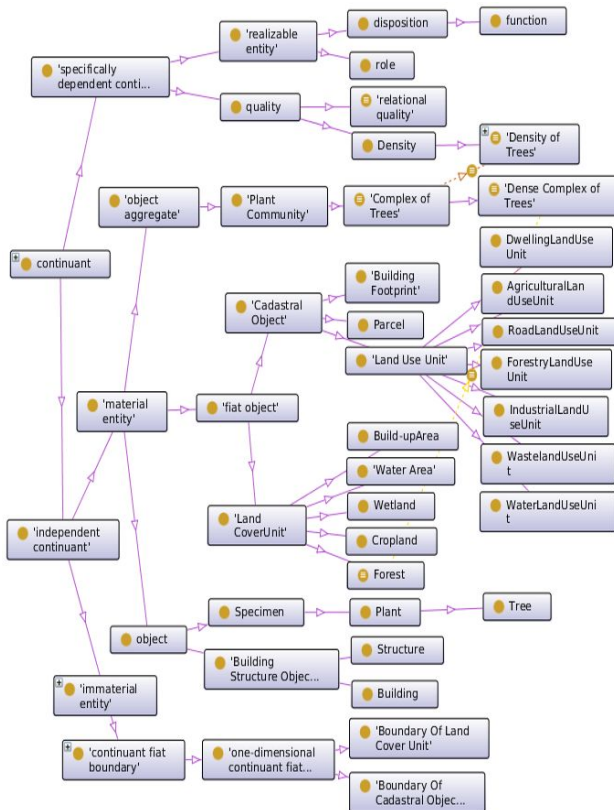 disposition
function
'realizable
entity'
'specifically
dependent conti...
role
'relational
quality'
quality
Density
'Density of
Trees'
'object
aggregate'
'Plant
Community'
'Complex of
Trees'
'Dense Complex of
Trees'
DwellingLandUse
Unit
continuant
'Building
Footprint'
AgriculturalLan
dUseUnit
'Cadastral
Object'
Parcel
RoadLandUseUnit
'Land Use Unit'
ForestryLandUse
Unit
'material
entity'
'fiat object'
IndustrialLandU
seUnit
Build-upArea
WastelandUseUni
t
'Water Area'
WaterLandUseUni
t
Wetland
'Land
CoverUnit'
'independent
continuant'
Cropland
Forest
Specimen
Plant
Tree
object
Structure
'Building
Structure Objec...
'immaterial
entity'
Building
'Boundary Of Land
Cover Unit'
'continuant fiat
boundary'
'one-dimensional
continuant fiat...
'Boundary Of
Cadastral Objec...